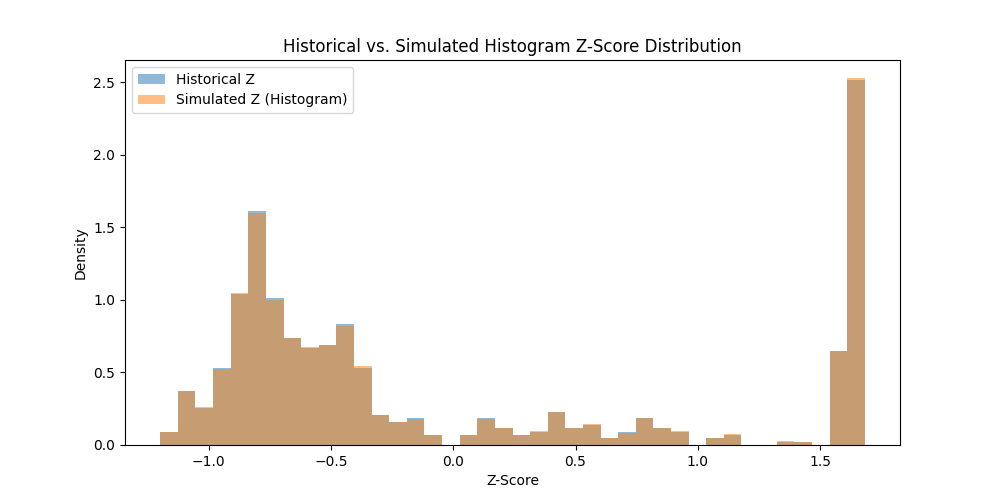 Historical vs. Simulated Histogram Z-Score Distribution
Historical Z
Simulated Z (Histogram)
Density
2.5
2.0
1.5
1.0
0.5
0.0
−1.0 −0.5 0.0 0.5 1.0 1.5
Z-Score